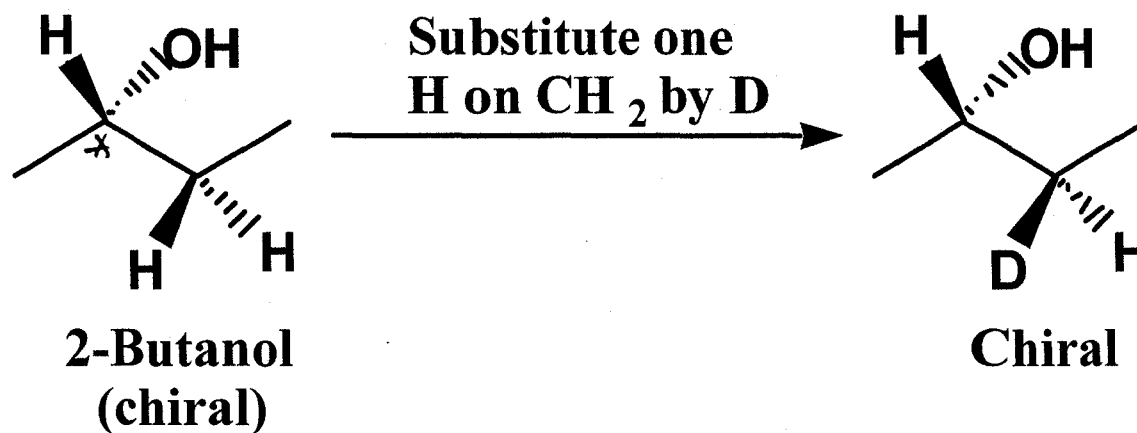 H
OH
Substitute one
H on CH 2 by D
H
OH
*
H
H
D
H
2-Butanol
(chiral)
Chiral